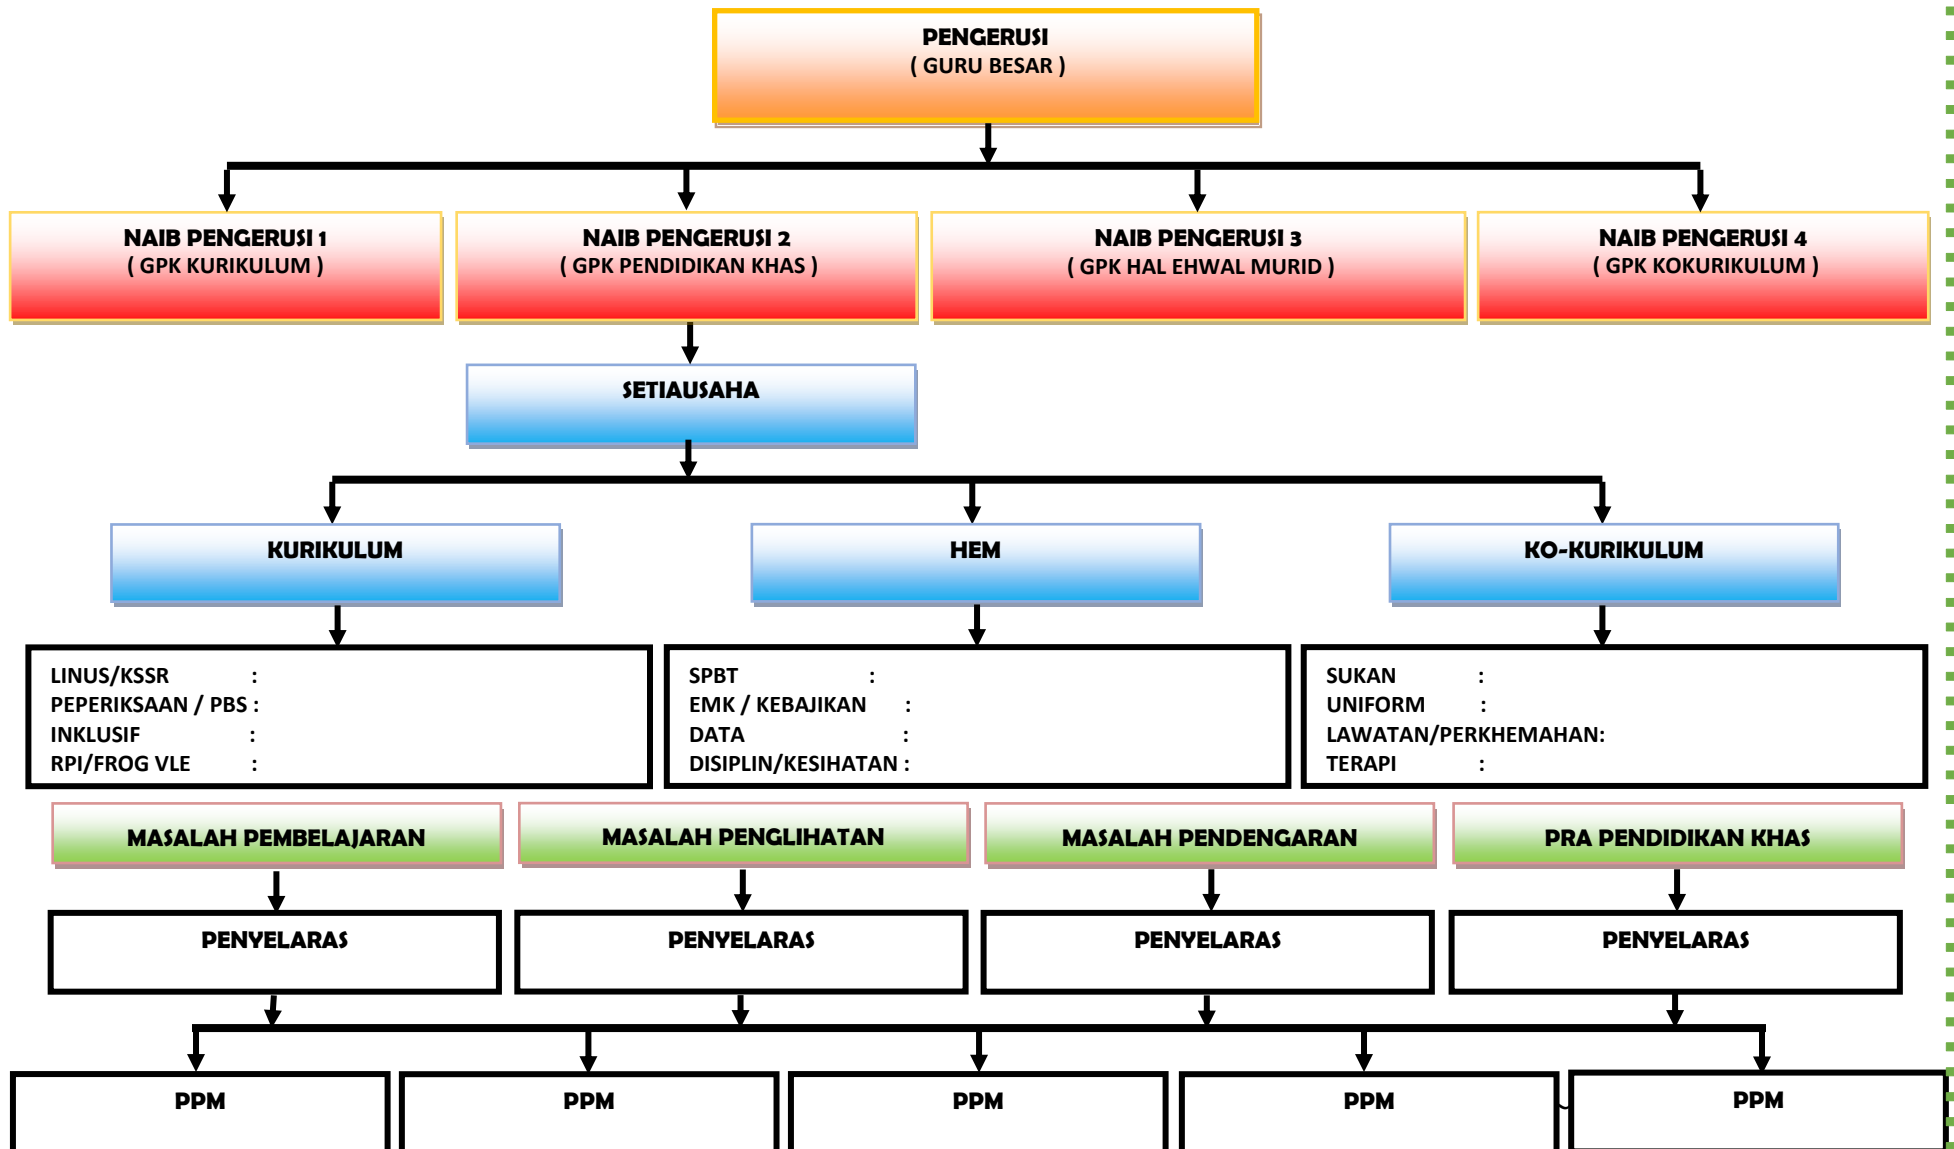 PENGERUSI
( GURU BESAR )
NAIB PENGERUSI 1
( GPK KURIKULUM )
NAIB PENGERUSI 2
( GPK PENDIDIKAN KHAS )
NAIB PENGERUSI 3
( GPK HAL EHWAL MURID )
NAIB PENGERUSI 4
( GPK KOKURIKULUM )
SETIAUSAHA
KURIKULUM
HEM
KO-KURIKULUM
LINUS/KSSR :
PEPERIKSAAN / PBS :
INKLUSIF :
RPI/FROG VLE :
SPBT :
EMK / KEBAJIKAN :
DATA :
DISIPLIN/KESIHATAN :
SUKAN :
UNIFORM :
LAWATAN/PERKHEMAHAN:
TERAPI :
MASALAH PEMBELAJARAN
MASALAH PENGLIHATAN
MASALAH PENDENGARAN
PRA PENDIDIKAN KHAS
PENYELARAS
PENYELARAS
PENYELARAS
PENYELARAS
PPM
PPM
PPM
PPM
PPM